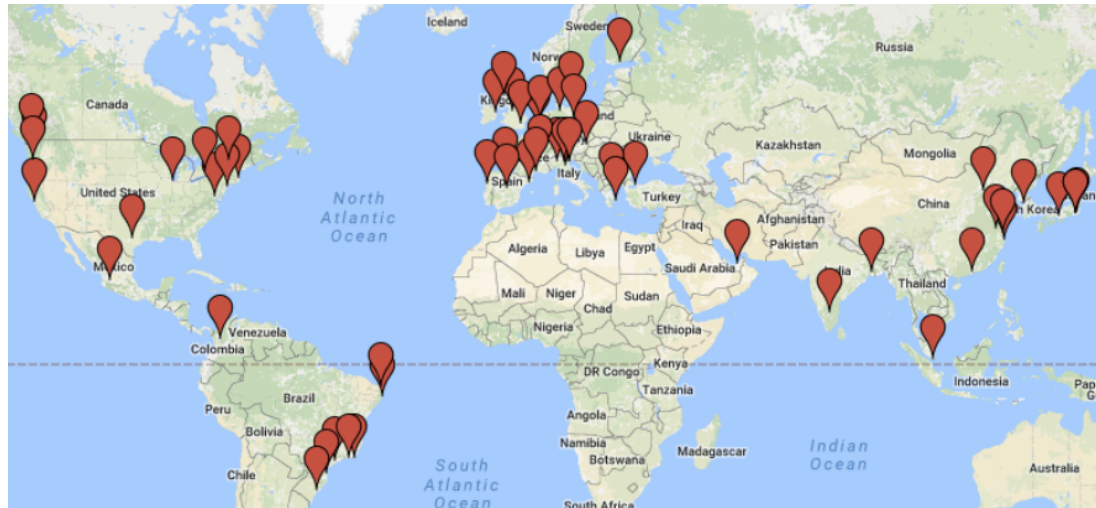 Iceland
Sweden
Russia
Norw
Canada
King
land
Ukraine
Kazakhstan
Mongolia
United States
North
Atlantic
Ocean
Spain
Italy
Turkey
China
n Korea
Iraq
Afghanistan
Pakistan
Algeria
Libya
Egypt
Saudi Arabia
Mexico
Mali
Niger
Chad
Sudan
Thailand
Nigeria
Ethiopia
Venezuela
Colombia
DR Congo
Kenya
Tanzania
Indonesia
Brazil
Peru
Bolivia
Angola
Namibia
Botswana
Madagascar
Indian
Ocean
Chile
South
Atlantic
Ocean
South Africa
Australia